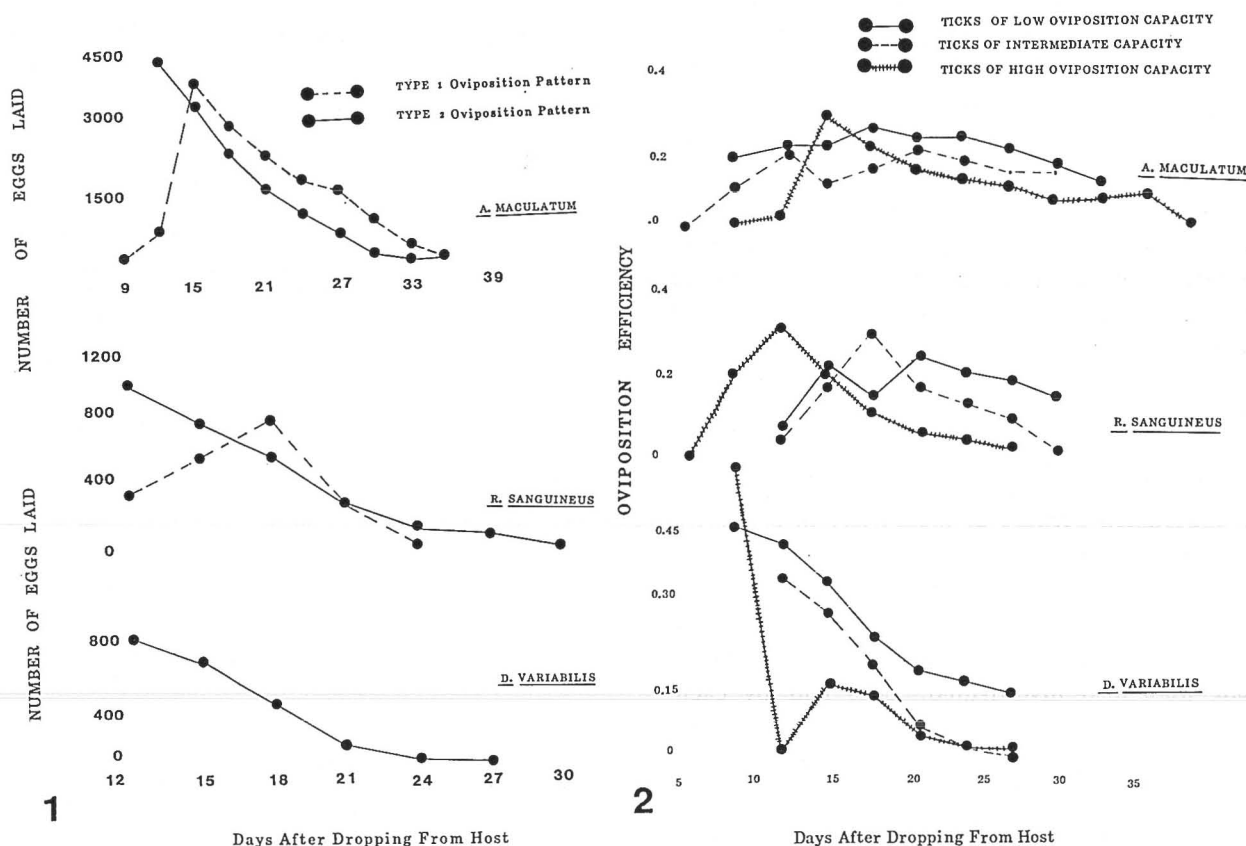 NUMBER OF EGGS LAID
4500
3000
1500
TYPE 1 Oviposition Pattern
TYPE 2 Oviposition Pattern
A. MACULATUM
9 15 21 27 33 39
1200
800
400
0
R. SANGUINEUS
NUMBER OF EGGS LAID
800
400
0
D. VARIABILIS
12 15 18 21 24 27 30
1
Days After Dropping From Host
TICKS OF LOW OVIPOSITION CAPACITY
TICKS OF INTERMEDIATE CAPACITY
TICKS OF HIGH OVIPOSITION CAPACITY
OVIPOSITION EFFICIENCY
0.4
0.2
.0
A. MACULATUM
0.4
0.2
0
R. SANGUINEUS
0.45
0.30
0.15
0
D. VARIABILIS
5 10 15 20 25 30 35
2
Days After Dropping From Host